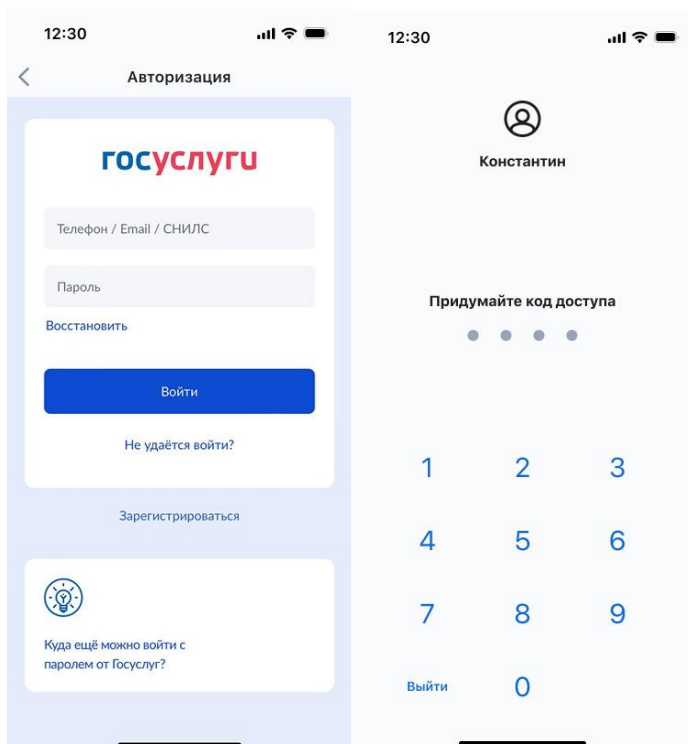 12:30
Авторизация
госуслуги
Телефон / Email / СНИЛС
Пароль
Восстановить
Войти
Не удаётся войти?
Зарегистрироваться
Куда ещё можно войти с
паролем от Госуслуг?
12:30
Константин
Придумайте код доступа
1 2 3
4 5 6
7 8 9
Выйти 0